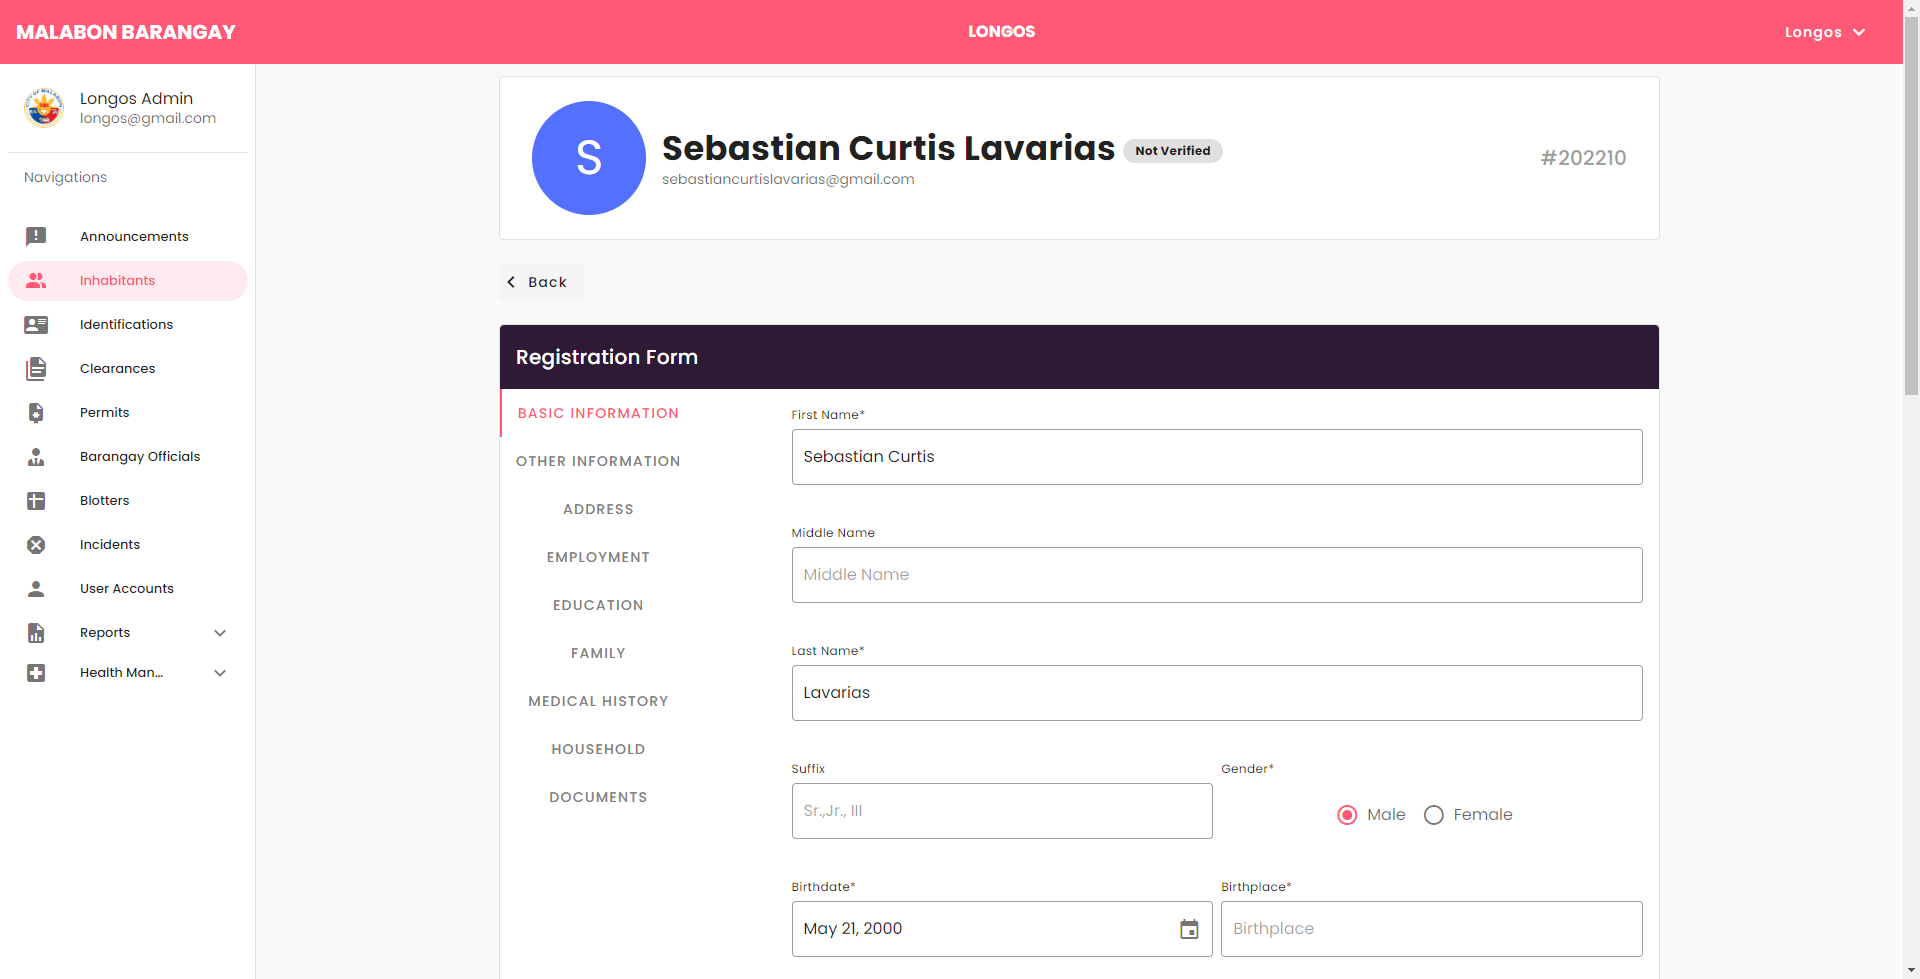 MALABON BARANGAY
LONGOS
Longos
Longos Admin
longos@gmail.com
Navigations
Announcements
Inhabitants
Identifications
Clearances
Permits
Barangay Officials
Blotters
Incidents
User Accounts
Reports
Health Man...
S
Sebastian Curtis Lavarias
Not Verified
sebastiancurtislavarias@gmail.com
#202210
Back
Registration Form
BASIC INFORMATION
OTHER INFORMATION
ADDRESS
EMPLOYMENT
EDUCATION
FAMILY
MEDICAL HISTORY
HOUSEHOLD
DOCUMENTS
First Name*
Sebastian Curtis
Middle Name
Middle Name
Last Name*
Lavarias
Suffix
Sr.,Jr., III
Gender*
Male
Female
Birthdate*
May 21, 2000
Birthplace*
Birthplace